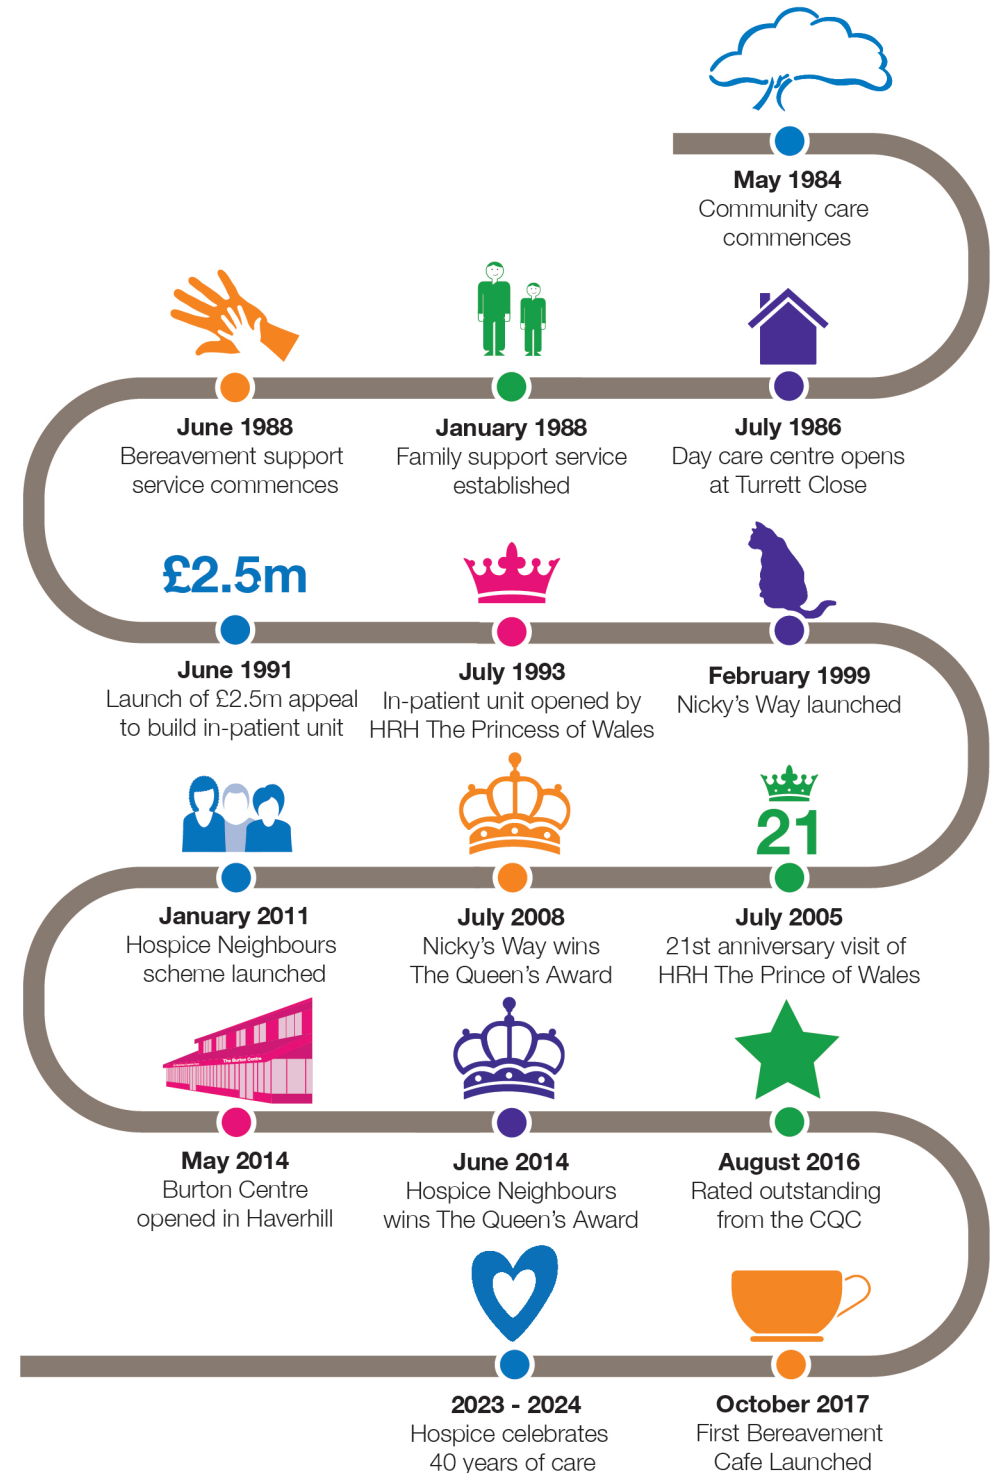 May 1984
Community care
commences
July 1986
Day care centre opens
at Turrett Close
January 1988
Family support service
established
June 1988
Bereavement support
service commences
£2.5m
June 1991
Launch of £2.5m appeal
to build in-patient unit
July 1993
In-patient unit opened by
HRH The Princess of Wales
February 1999
Nicky's Way launched
21
July 2005
21st anniversary visit of
HRH The Prince of Wales
July 2008
Nicky's Way wins
The Queen's Award
January 2011
Hospice Neighbours
scheme launched
The Burton Centre
May 2014
Burton Centre
opened in Haverhill
June 2014
Hospice Neighbours
wins The Queen's Award
August 2016
Rated outstanding
from the CQC
October 2017
First Bereavement
Cafe Launched
2023 - 2024
Hospice celebrates
40 years of care